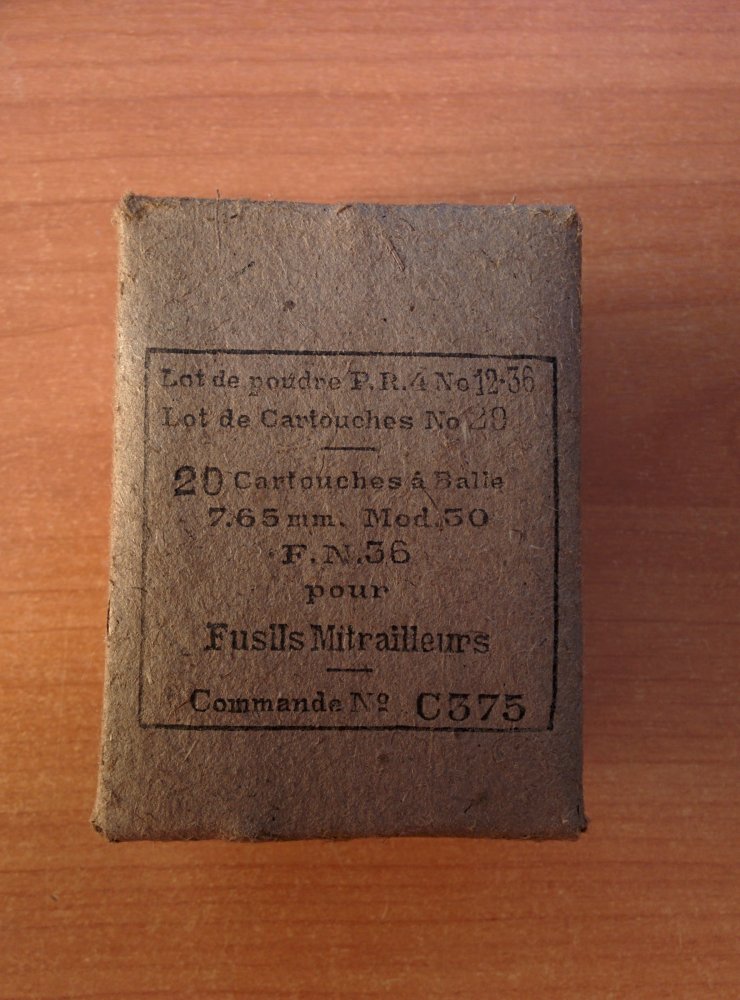 Lot de poudre P.R.4 No 12-36
Lot de Cartouches No 20
20 Cartouches à Balle
7.65 mm. Mod.30
F.N.36
pour
Fusils Mitrailleurs
Commande Nº C375